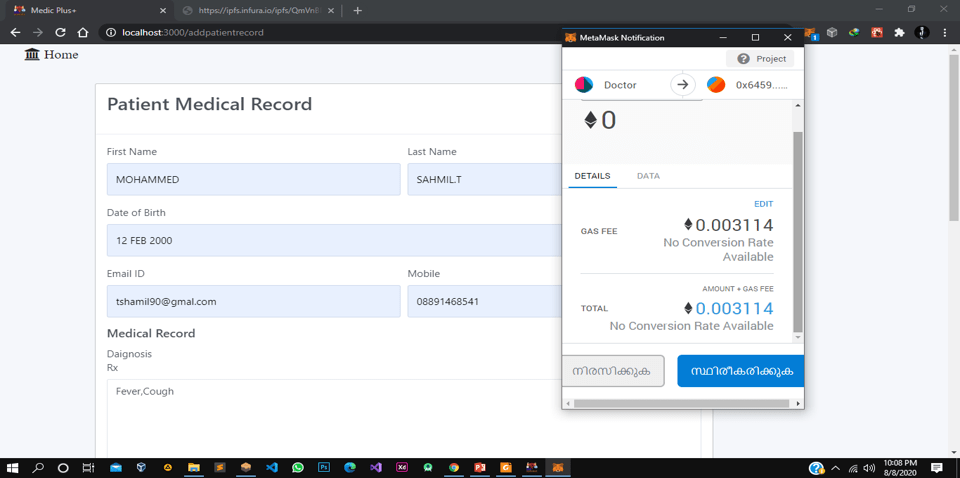 Medic Plus+
https://ipfs.infura.io/ipfs/QmVnB
localhost:3000/addpatientrecord
Home
Patient Medical Record
First Name
Last Name
MOHAMMED
SAHMIL.T
Date of Birth
12 FEB 2000
Email ID
Mobile
tshamil90@gmal.com
08891468541
Medical Record
Daignosis
Rx
Fever,Cough
MetaMask Notification
Project
Doctor
0x6459......
0
DETAILS
DATA
EDIT
GAS FEE
0.003114
No Conversion Rate
Available
AMOUNT + GAS FEE
TOTAL
0.003114
No Conversion Rate Available
നിരസിക്കുക
സ്ഥിരീകരിക്കുക
10:08 PM
8/8/2020